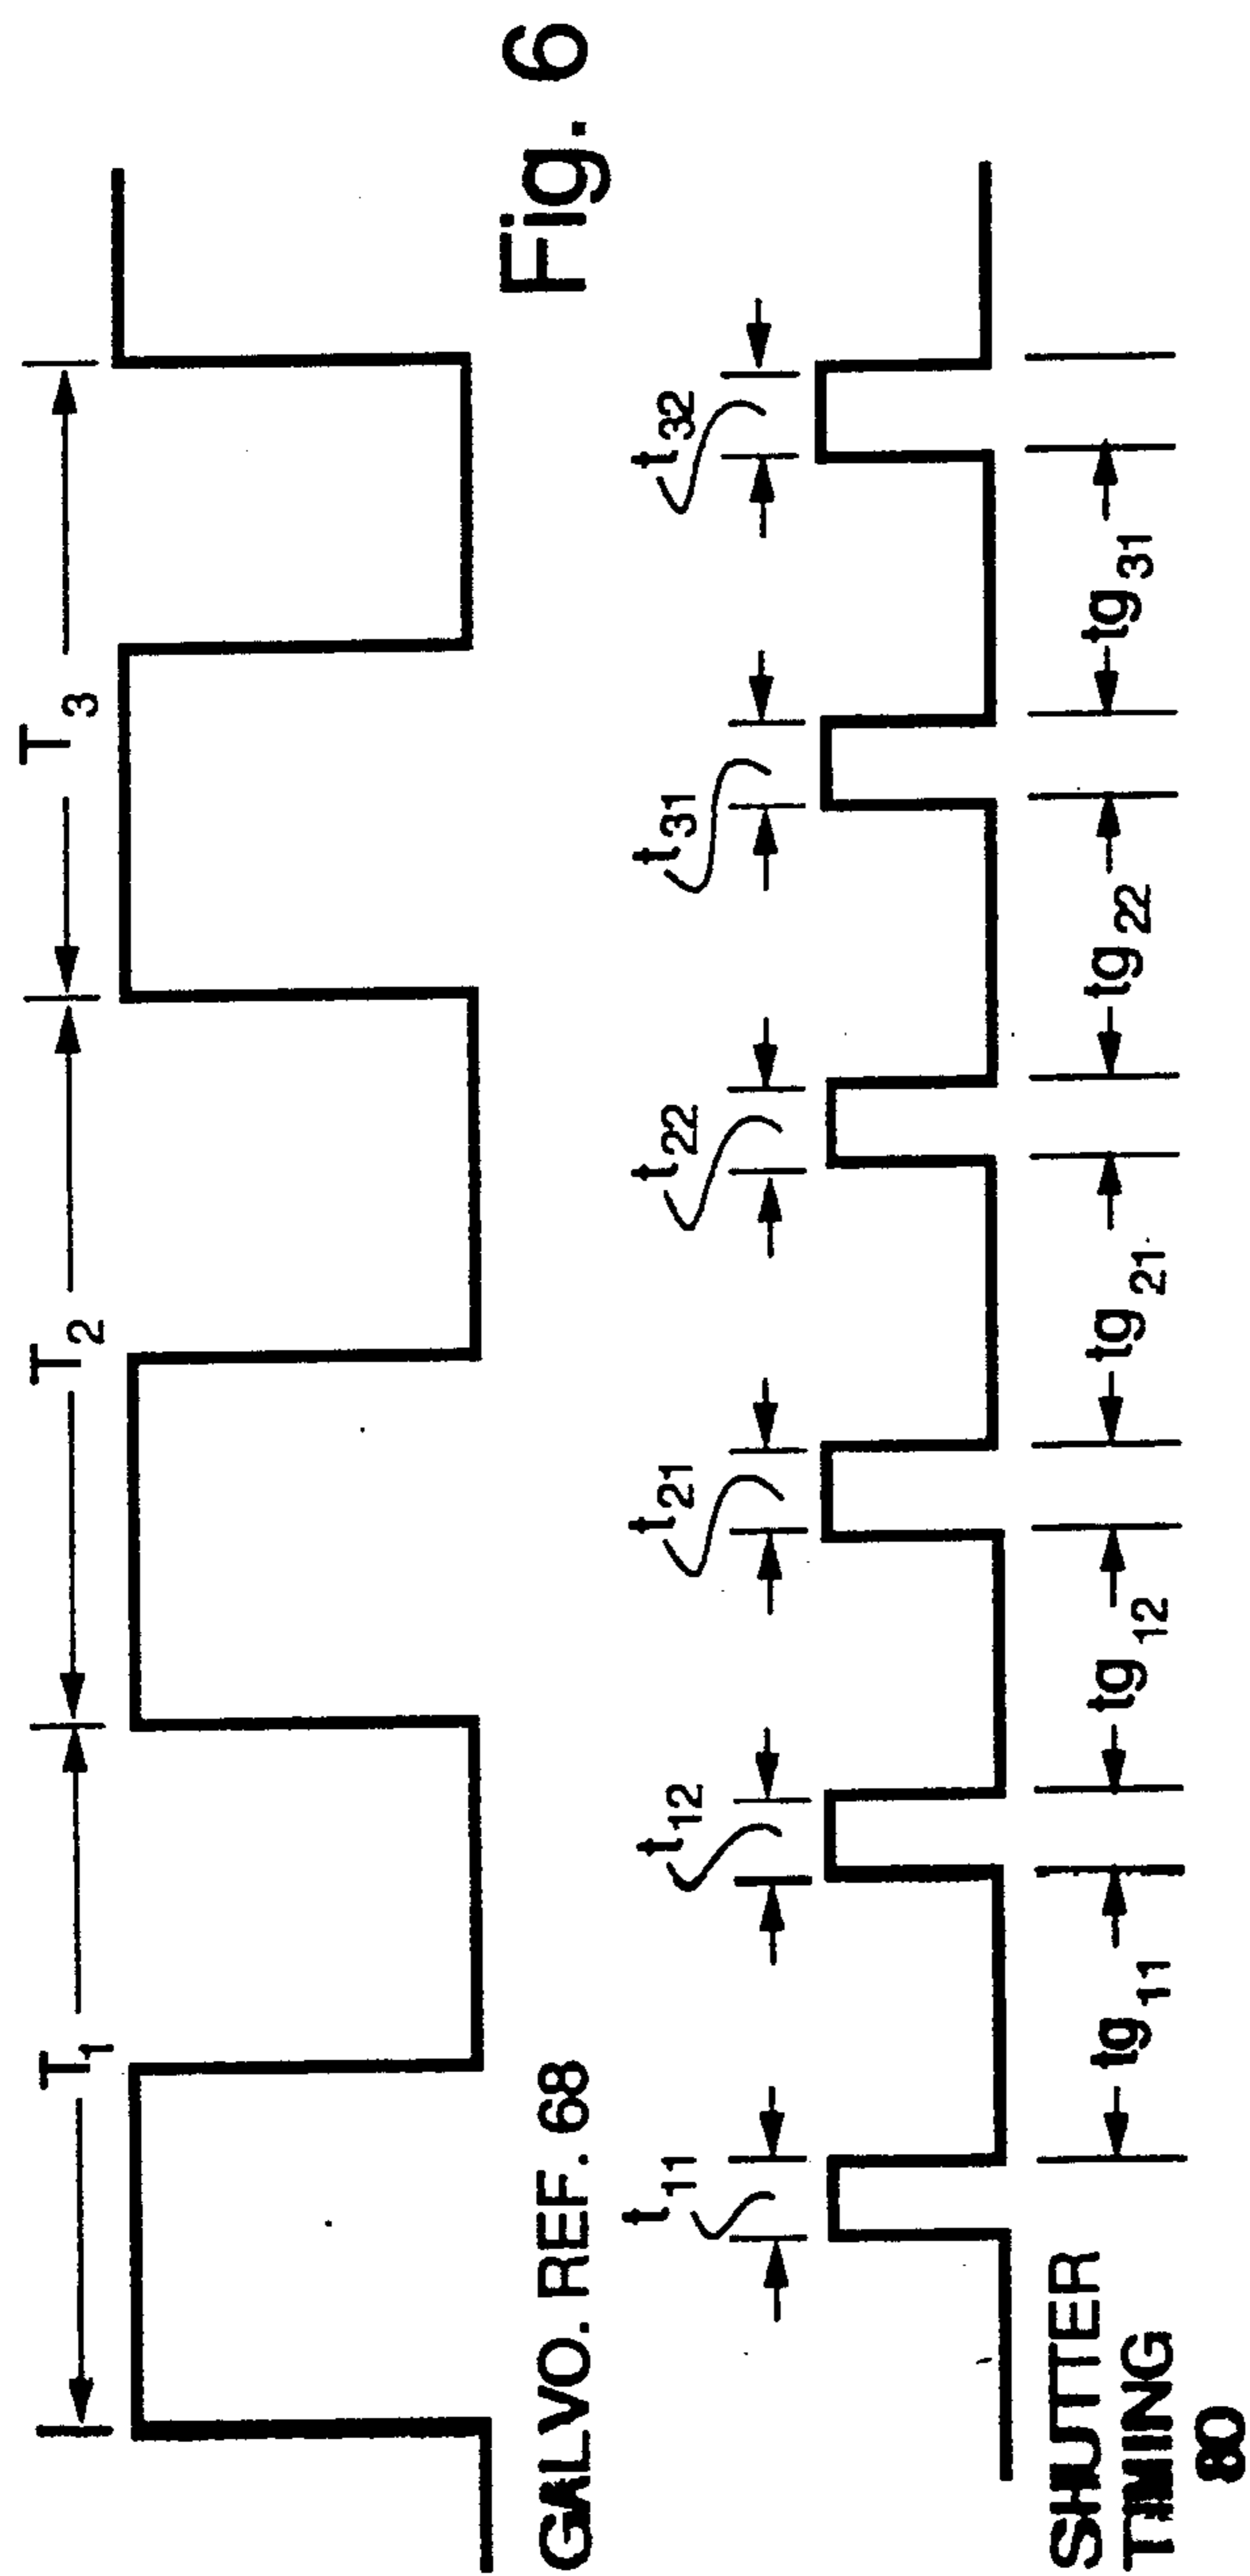 T1 T2 T3
GALVO. REF. 68
Fig. 6
t11 t12 t21 t22 t31 t32
SHUTTER
TIMING
80
tg11 tg12 tg21 tg22 tg31